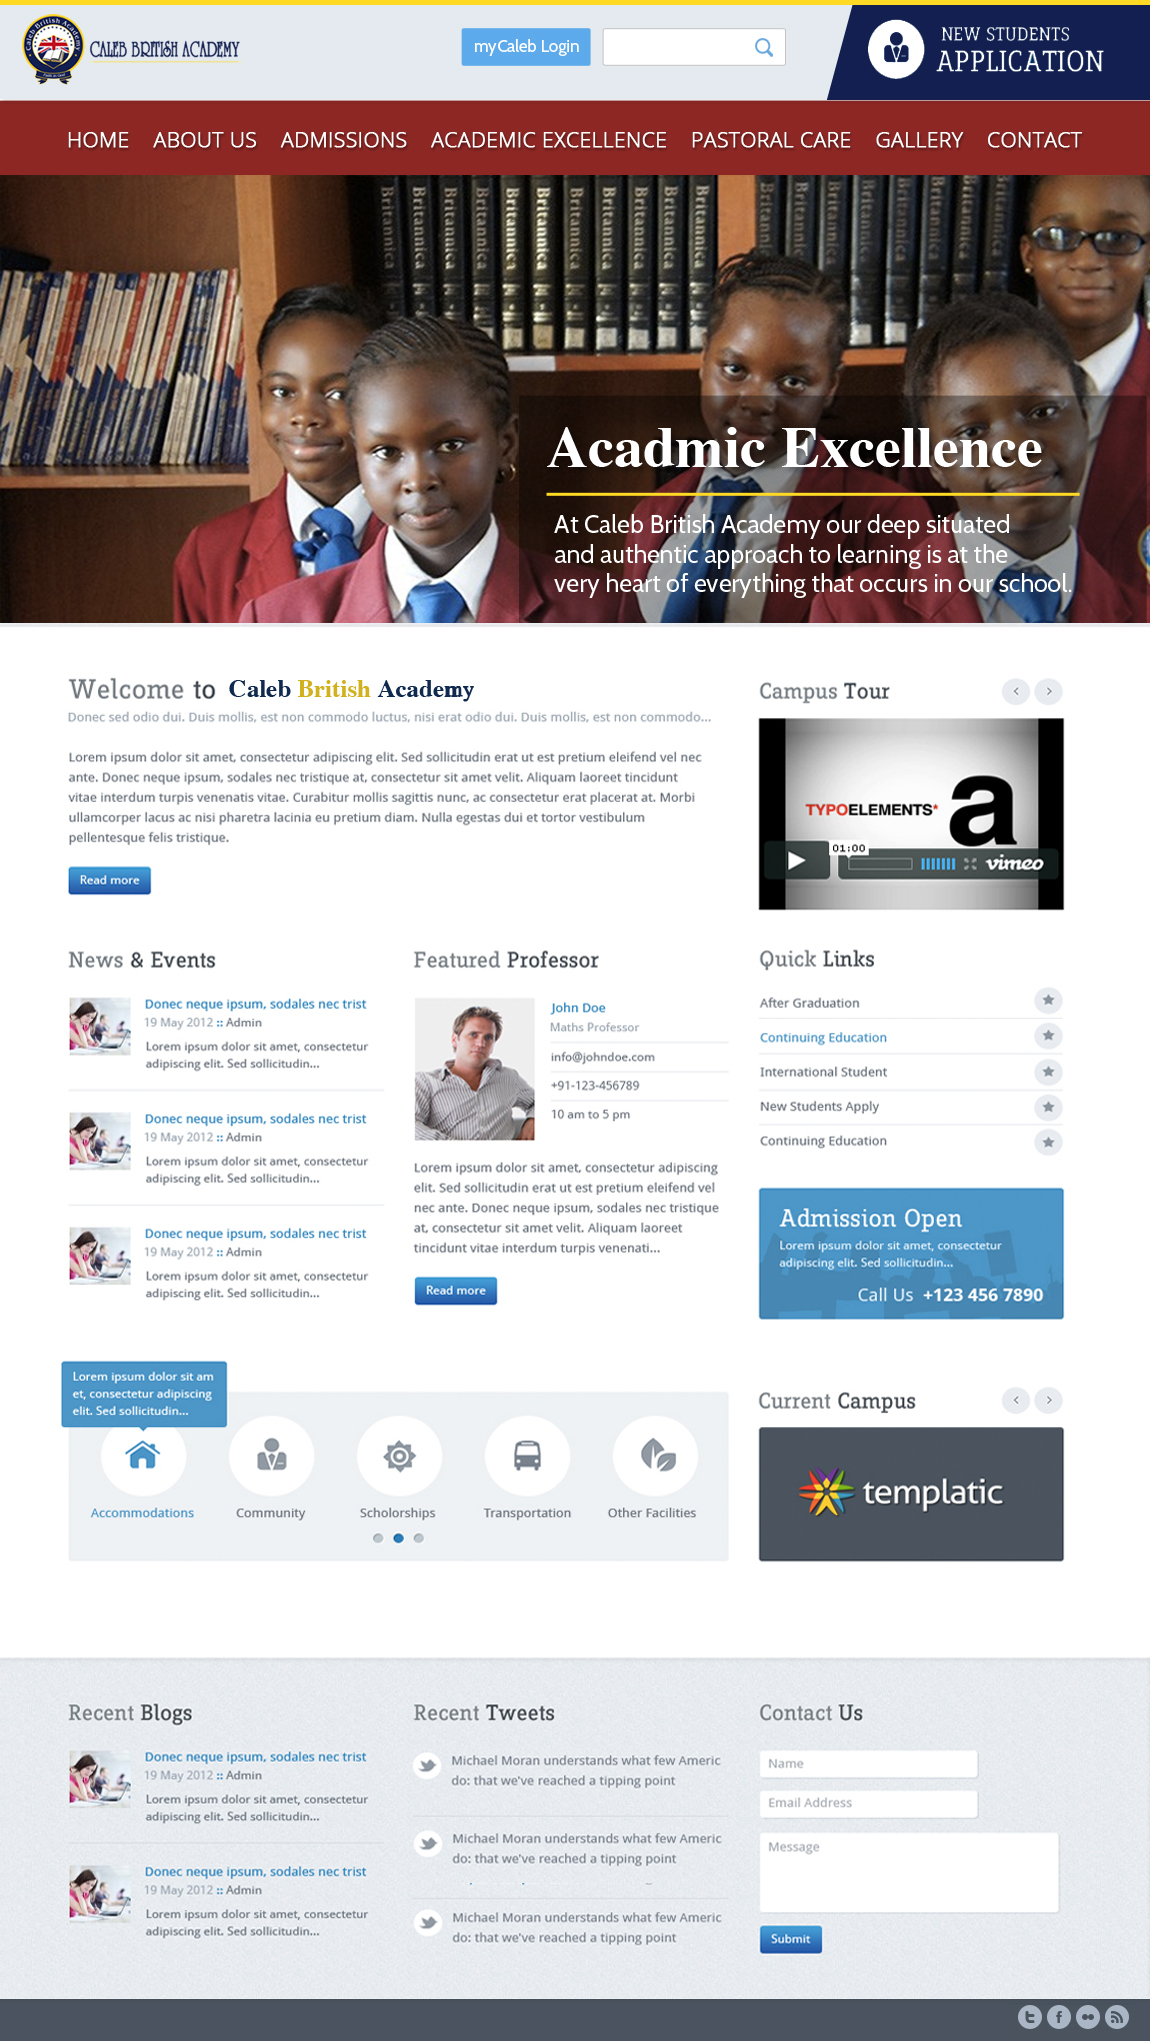 Caleb British Academy
CALEB BRITISH ACADEMY
myCaleb Login
NEW STUDENTS
APPLICATION
HOME ABOUT US ADMISSIONS ACADEMIC EXCELLENCE PASTORAL CARE GALLERY CONTACT
Britannica Britannica Britannica Britannica Britannica Britannica Britannica Britannica Britannica
Acadmic Excellence
At Caleb British Academy our deep situated
and authentic approach to learning is at the
very heart of everything that occurs in our school.
Welcome to Caleb British Academy
Donec sed odio dui. Duis mollis, est non commodo luctus, nisi erat odio dui. Duis mollis, est non commodo...
Lorem ipsum dolor sit amet, consectetur adipiscing elit. Sed sollicitudin erat ut est pretium eleifend vel nec
ante. Donec neque ipsum, sodales nec tristique at, consectetur sit amet velit. Aliquam laoreet tincidunt
vitae interdum turpis venenatis vitae. Curabitur mollis sagittis nunc, ac consectetur erat placerat at. Morbi
ullamcorper lacus ac nisi pharetra lacinia eu pretium diam. Nulla egestas dui et tortor vestibulum
pellentesque felis tristique.
Read more
Campus Tour
TYPOELEMENTS*
a
01:00
vimeo
News & Events
Donec neque ipsum, sodales nec trist
19 May 2012 :: Admin
Lorem ipsum dolor sit amet, consectetur
adipiscing elit. Sed sollicitudin...
Donec neque ipsum, sodales nec trist
19 May 2012 :: Admin
Lorem ipsum dolor sit amet, consectetur
adipiscing elit. Sed sollicitudin...
Donec neque ipsum, sodales nec trist
19 May 2012 :: Admin
Lorem ipsum dolor sit amet, consectetur
adipiscing elit. Sed sollicitudin...
Featured Professor
John Doe
Maths Professor
info@johndoe.com
+91-123-456789
10 am to 5 pm
Lorem ipsum dolor sit amet, consectetur adipiscing
elit. Sed sollicitudin erat ut est pretium eleifend vel
nec ante. Donec neque ipsum, sodales nec tristique
at, consectetur sit amet velit. Aliquam laoreet
tincidunt vitae interdum turpis venenati...
Read more
Quick Links
After Graduation
Continuing Education
International Student
New Students Apply
Continuing Education
Admission Open
Lorem ipsum dolor sit amet, consectetur
adipiscing elit. Sed sollicitudin...
Call Us +123 456 7890
Lorem ipsum dolor sit am
et, consectetur adipiscing
elit. Sed sollicitudin...
Accommodations Community Scholorships Transportation Other Facilities
Current Campus
templatic
Recent Blogs
Donec neque ipsum, sodales nec trist
19 May 2012 :: Admin
Lorem ipsum dolor sit amet, consectetur
adipiscing elit. Sed sollicitudin...
Donec neque ipsum, sodales nec trist
19 May 2012 :: Admin
Lorem ipsum dolor sit amet, consectetur
adipiscing elit. Sed sollicitudin...
Recent Tweets
Michael Moran understands what few Americ
do: that we've reached a tipping point
Michael Moran understands what few Americ
do: that we've reached a tipping point
Michael Moran understands what few Americ
do: that we've reached a tipping point
Contact Us
Name
Email Address
Message
Submit